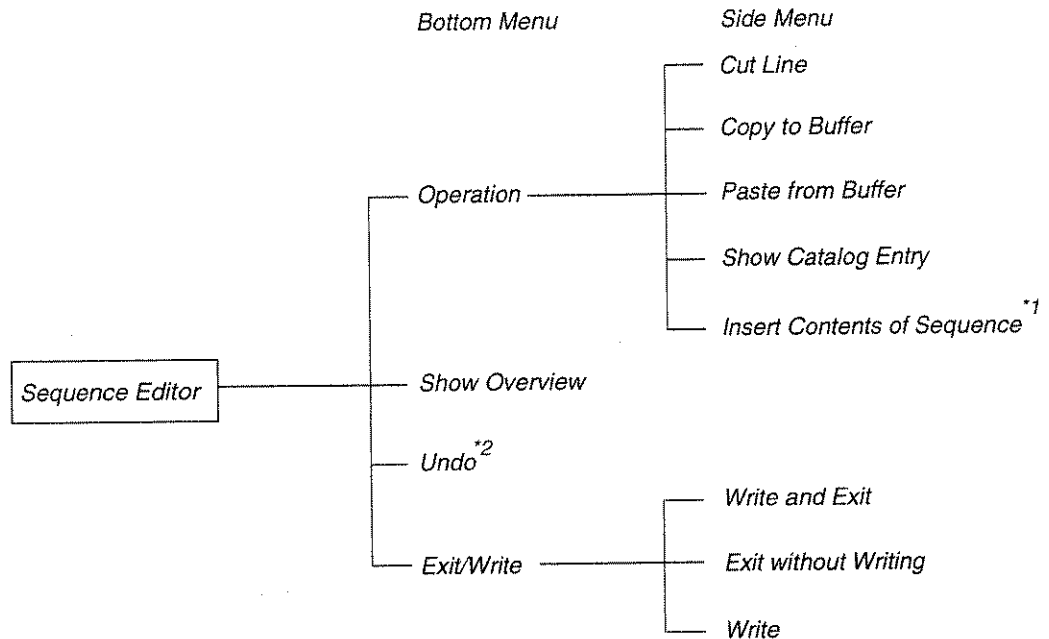 Bottom Menu
Side Menu
Cut Line
Copy to Buffer
Operation
Paste from Buffer
Show Catalog Entry
Insert Contents of Sequence*1
Sequence Editor
Show Overview
Undo*2
Write and Exit
Exit/Write
Exit without Writing
Write